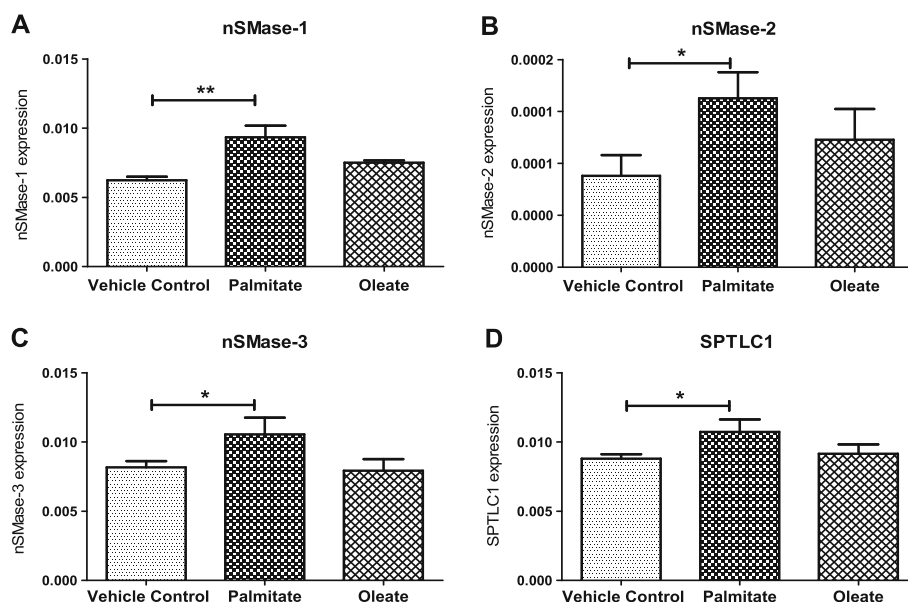 A
nSMase-1
nSMase-1 expression
0.015
0.010
0.005
0.000
**
Vehicle Control Palmitate Oleate
B
nSMase-2
nSMase-2 expression
0.0002
0.0001
0.0001
0.0000
0.0000
*
Vehicle Control Palmitate Oleate
C
nSMase-3
nSMase-3 expression
0.015
0.010
0.005
0.000
*
Vehicle Control Palmitate Oleate
D
SPTLC1
SPTLC1 expression
0.015
0.010
0.005
0.000
*
Vehicle Control Palmitate Oleate